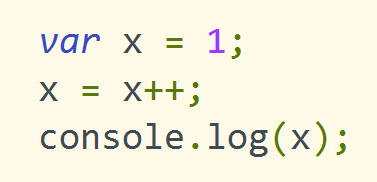 var x = 1;
x = x++;
console.log(x);